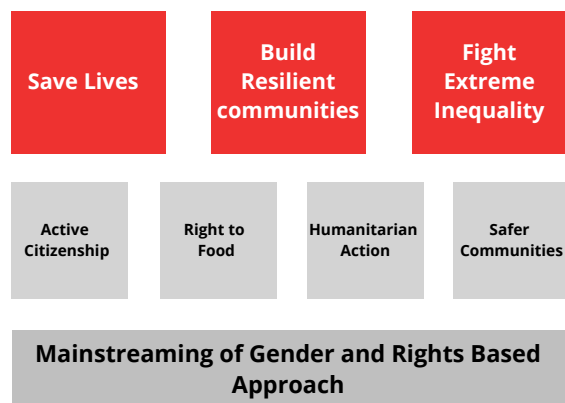 Save Lives
Build
Resilient
communities
Fight
Extreme
Inequality
Active
Citizenship
Right to
Food
Humanitarian
Action
Safer
Communities
Mainstreaming of Gender and Rights Based
Approach